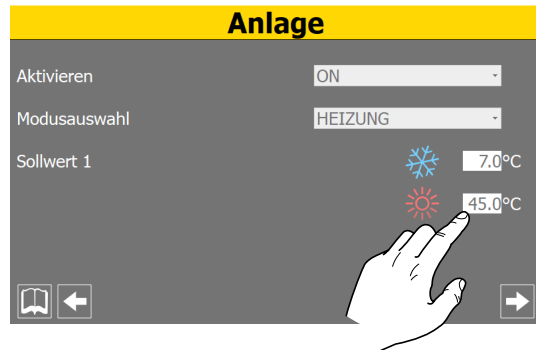 Anlage
Aktivieren ON
Modusauswahl HEIZUNG
Sollwert 1 7.0°C
45.0°C